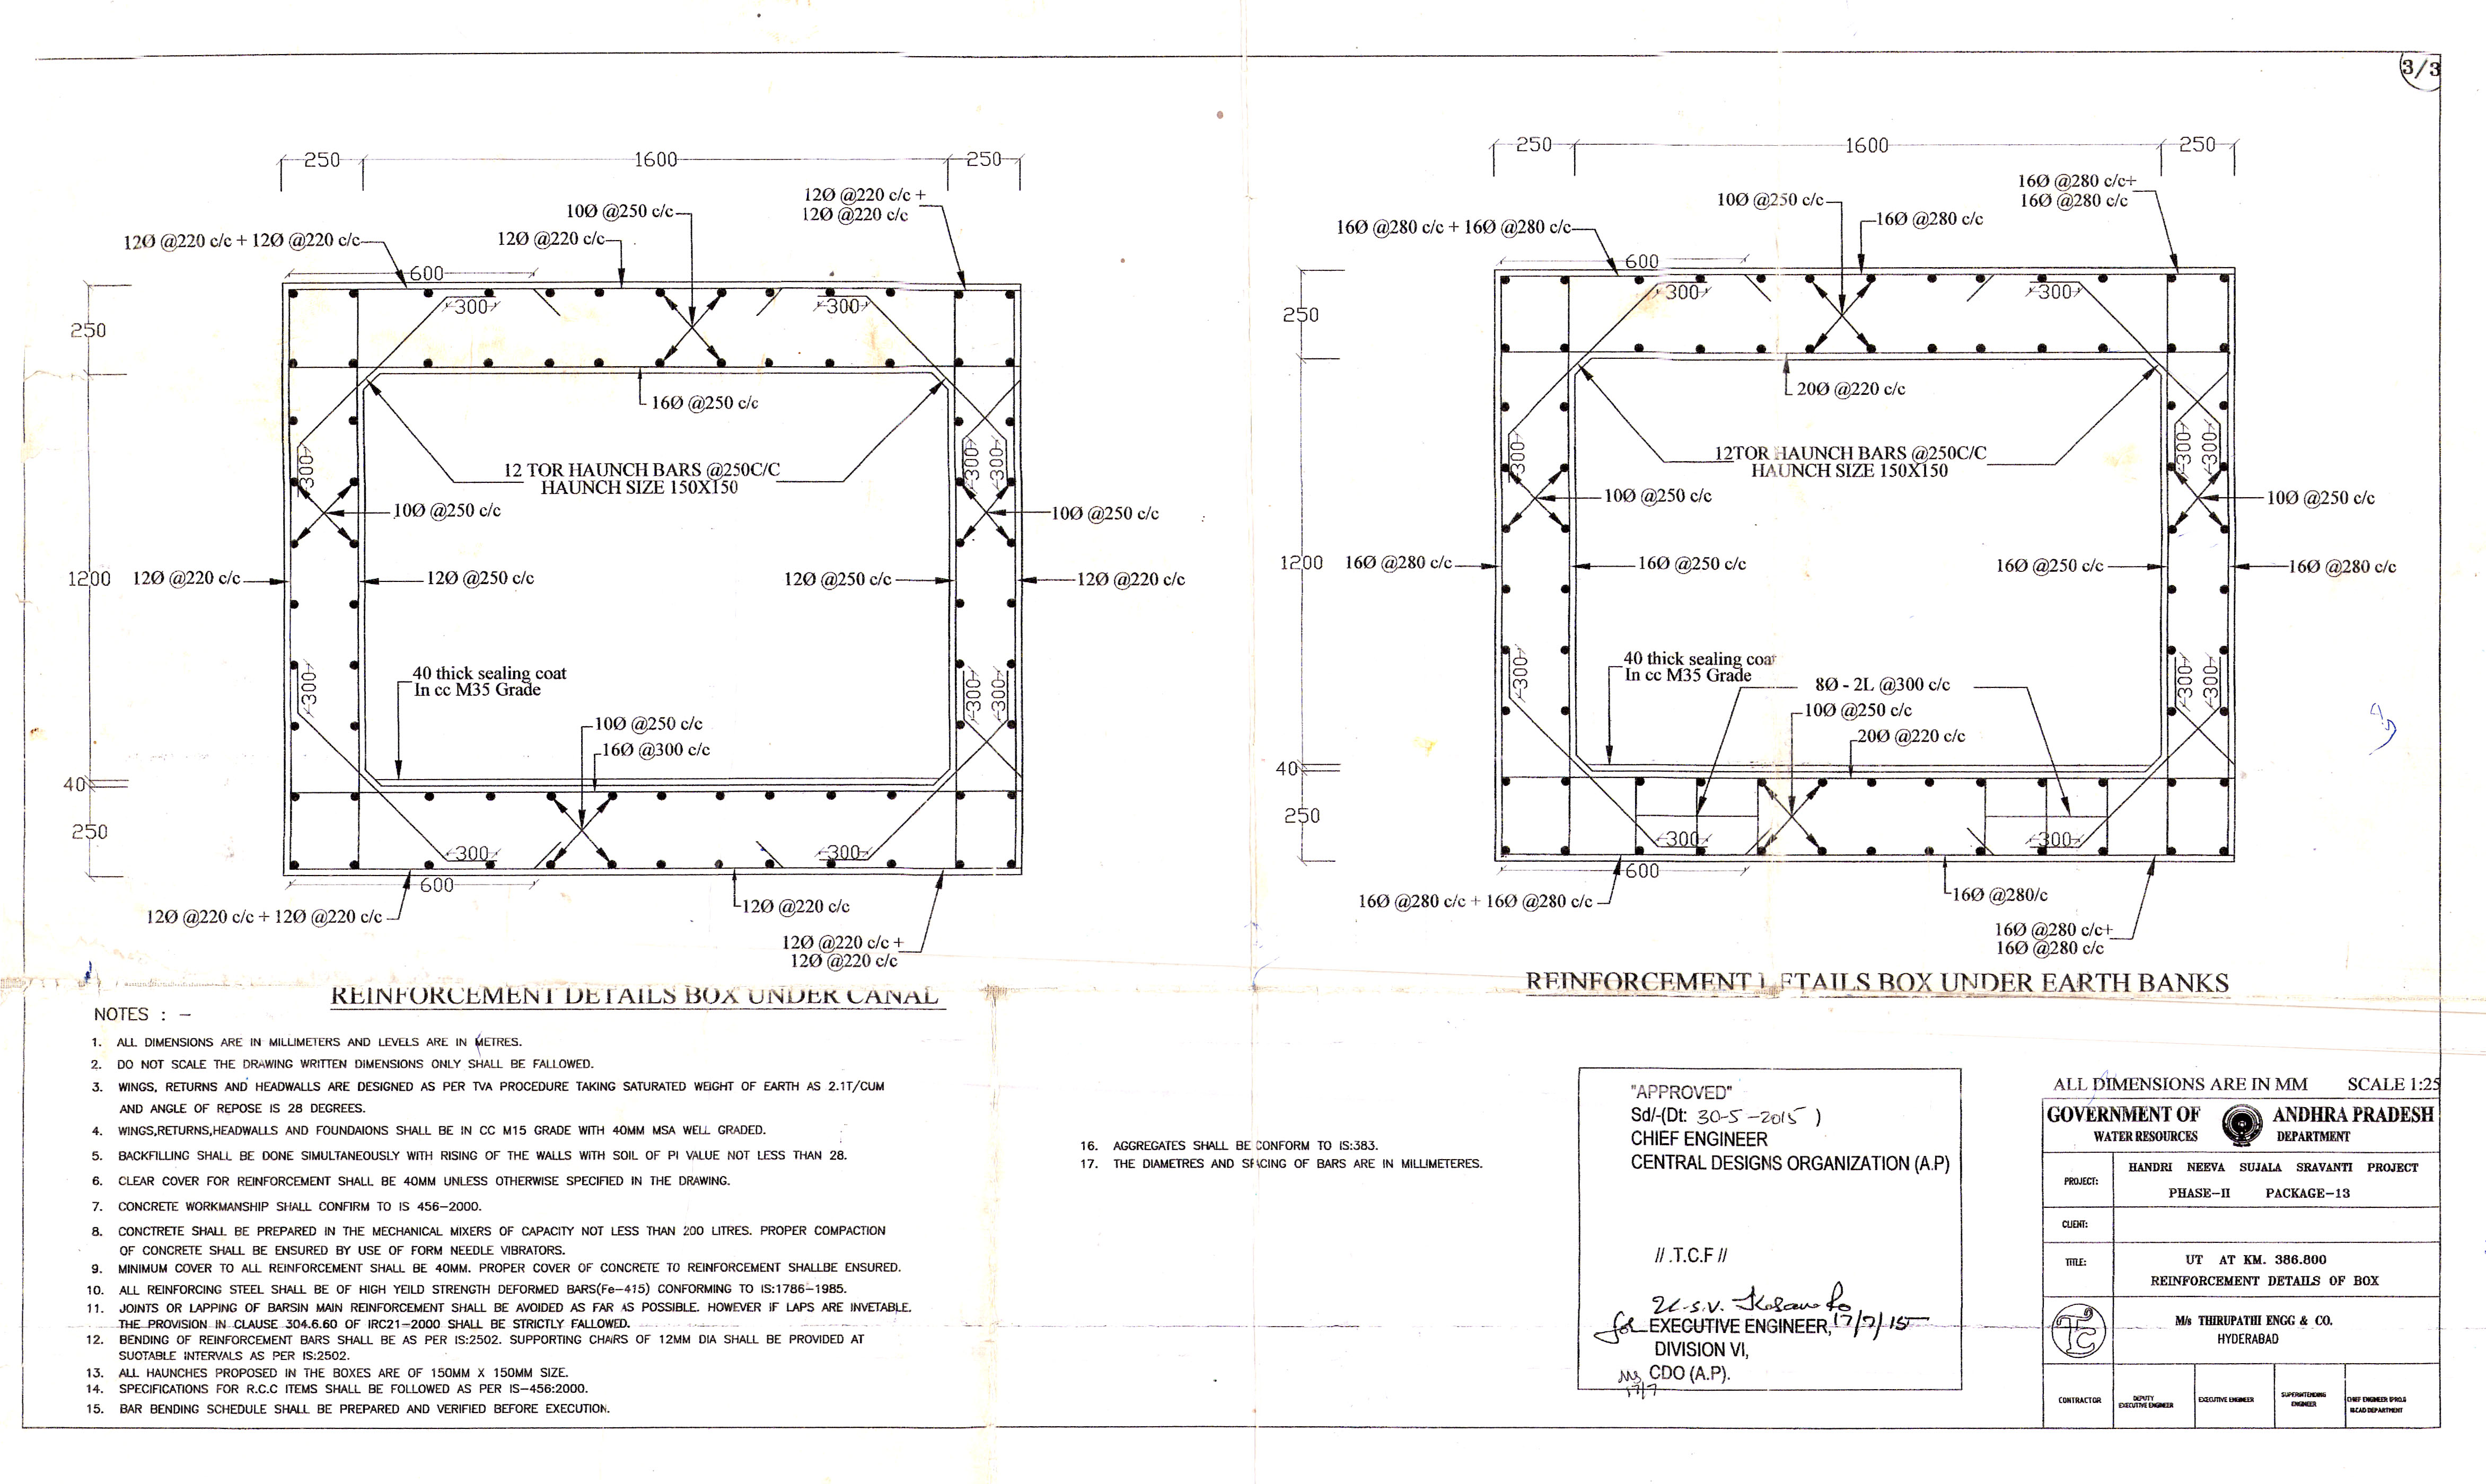 3/3
250
1600
250
12Ø @220 c/c +
12Ø @220 c/c
10Ø @250 c/c
12Ø @220 c/c + 12Ø @220 c/c
12Ø @220 c/c
600
300
300
250
16Ø @250 c/c
12 TOR HAUNCH BARS @250C/C
HAUNCH SIZE 150X150
300
300
300
10Ø @250 c/c
10Ø @250 c/c
1200
12Ø @220 c/c
12Ø @250 c/c
12Ø @250 c/c
12Ø @220 c/c
40 thick sealing coat
In cc M35 Grade
300
300
300
10Ø @250 c/c
16Ø @300 c/c
40
250
300
300
600
12Ø @220 c/c + 12Ø @220 c/c
12Ø @220 c/c
12Ø @220 c/c +
12Ø @220 c/c
REINFORCEMENT DETAILS BOX UNDER CANAL
250
1600
250
16Ø @280 c/c+
16Ø @280 c/c
10Ø @250 c/c
16Ø @280 c/c
16Ø @280 c/c + 16Ø @280 c/c
600
300
300
250
20Ø @220 c/c
12TOR HAUNCH BARS @250C/C
HAUNCH SIZE 150X150
300
300
300
10Ø @250 c/c
10Ø @250 c/c
1200
16Ø @280 c/c
16Ø @250 c/c
16Ø @250 c/c
16Ø @280 c/c
40 thick sealing coat
In cc M35 Grade
300
300
300
8Ø - 2L @300 c/c
10Ø @250 c/c
20Ø @220 c/c
40
250
300
300
600
16Ø @280 c/c + 16Ø @280 c/c
16Ø @280/c
16Ø @280 c/c+
16Ø @280 c/c
REINFORCEMENT DETAILS BOX UNDER EARTH BANKS
NOTES : -
1. ALL DIMENSIONS ARE IN MILLIMETERS AND LEVELS ARE IN METRES.
2. DO NOT SCALE THE DRAWING WRITTEN DIMENSIONS ONLY SHALL BE FALLOWED.
3. WINGS, RETURNS AND HEADWALLS ARE DESIGNED AS PER TVA PROCEDURE TAKING SATURATED WEIGHT OF EARTH AS 2.1T/CUM
AND ANGLE OF REPOSE IS 28 DEGREES.
4. WINGS,RETURNS,HEADWALLS AND FOUNDAIONS SHALL BE IN CC M15 GRADE WITH 40MM MSA WELL GRADED.
5. BACKFILLING SHALL BE DONE SIMULTANEOUSLY WITH RISING OF THE WALLS WITH SOIL OF PI VALUE NOT LESS THAN 28.
6. CLEAR COVER FOR REINFORCEMENT SHALL BE 40MM UNLESS OTHERWISE SPECIFIED IN THE DRAWING.
7. CONCRETE WORKMANSHIP SHALL CONFIRM TO IS 456-2000.
8. CONCTRETE SHALL BE PREPARED IN THE MECHANICAL MIXERS OF CAPACITY NOT LESS THAN 200 LITRES. PROPER COMPACTION
OF CONCRETE SHALL BE ENSURED BY USE OF FORM NEEDLE VIBRATORS.
9. MINIMUM COVER TO ALL REINFORCEMENT SHALL BE 40MM. PROPER COVER OF CONCRETE TO REINFORCEMENT SHALLBE ENSURED.
10. ALL REINFORCING STEEL SHALL BE OF HIGH YEILD STRENGTH DEFORMED BARS(Fe-415) CONFORMING TO IS:1786-1985.
11. JOINTS OR LAPPING OF BARSIN MAIN REINFORCEMENT SHALL BE AVOIDED AS FAR AS POSSIBLE. HOWEVER IF LAPS ARE INVETABLE.
THE PROVISION IN CLAUSE 304.6.60 OF IRC21-2000 SHALL BE STRICTLY FALLOWED.
12. BENDING OF REINFORCEMENT BARS SHALL BE AS PER IS:2502. SUPPORTING CHAIRS OF 12MM DIA SHALL BE PROVIDED AT
SUOTABLE INTERVALS AS PER IS:2502.
13. ALL HAUNCHES PROPOSED IN THE BOXES ARE OF 150MM X 150MM SIZE.
14. SPECIFICATIONS FOR R.C.C ITEMS SHALL BE FOLLOWED AS PER IS-456:2000.
15. BAR BENDING SCHEDULE SHALL BE PREPARED AND VERIFIED BEFORE EXECUTION.
16. AGGREGATES SHALL BE CONFORM TO IS:383.
17. THE DIAMETRES AND SPACING OF BARS ARE IN MILLIMETERES.
"APPROVED"
Sd/-(Dt: 30-5-2015 )
CHIEF ENGINEER
CENTRAL DESIGNS ORGANIZATION (A.P)
// .T.C.F //
for EXECUTIVE ENGINEER, 17/7/15
DIVISION VI,
CDO (A.P).
17/7
ALL DIMENSIONS ARE IN MM SCALE 1:25
GOVERNMENT OF ANDHRA PRADESH
WATER RESOURCES DEPARTMENT
PROJECT: HANDRI NEEVA SUJALA SRAVANTI PROJECT
PHASE-II PACKAGE-13
CLIENT:
TITLE: UT AT KM. 386.800
REINFORCEMENT DETAILS OF BOX
M/s THIRUPATHI ENGG & CO.
HYDERABAD
CONTRACTOR
DEPUTY
EXECUTIVE ENGINEER
EXECUTIVE ENGINEER
SUPERINTENDING
ENGINEER